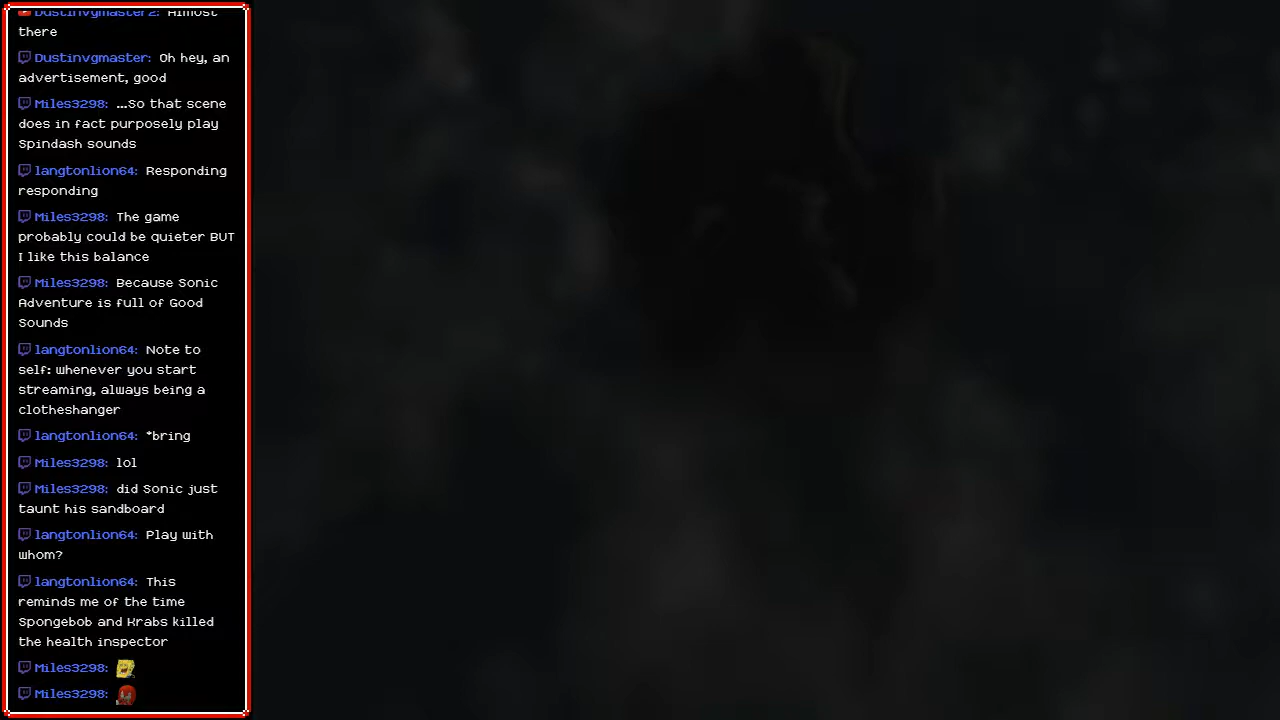 Dustinvgmaster2: Almost
there
Dustinvgmaster: Oh hey, an
advertisement, good
Miles3298: ...So that scene
does in fact purposely play
Spindash sounds
langtonlion64: Responding
responding
Miles3298: The game
probably could be quieter BUT
I like this balance
Miles3298: Because Sonic
Adventure is full of Good
Sounds
langtonlion64: Note to
self: whenever you start
streaming, always being a
clotheshanger
langtonlion64: *bring
Miles3298: lol
Miles3298: did Sonic just
taunt his sandboard
langtonlion64: Play with
whom?
langtonlion64: This
reminds me of the time
Spongebob and Krabs killed
the health inspector
Miles3298:
Miles3298: